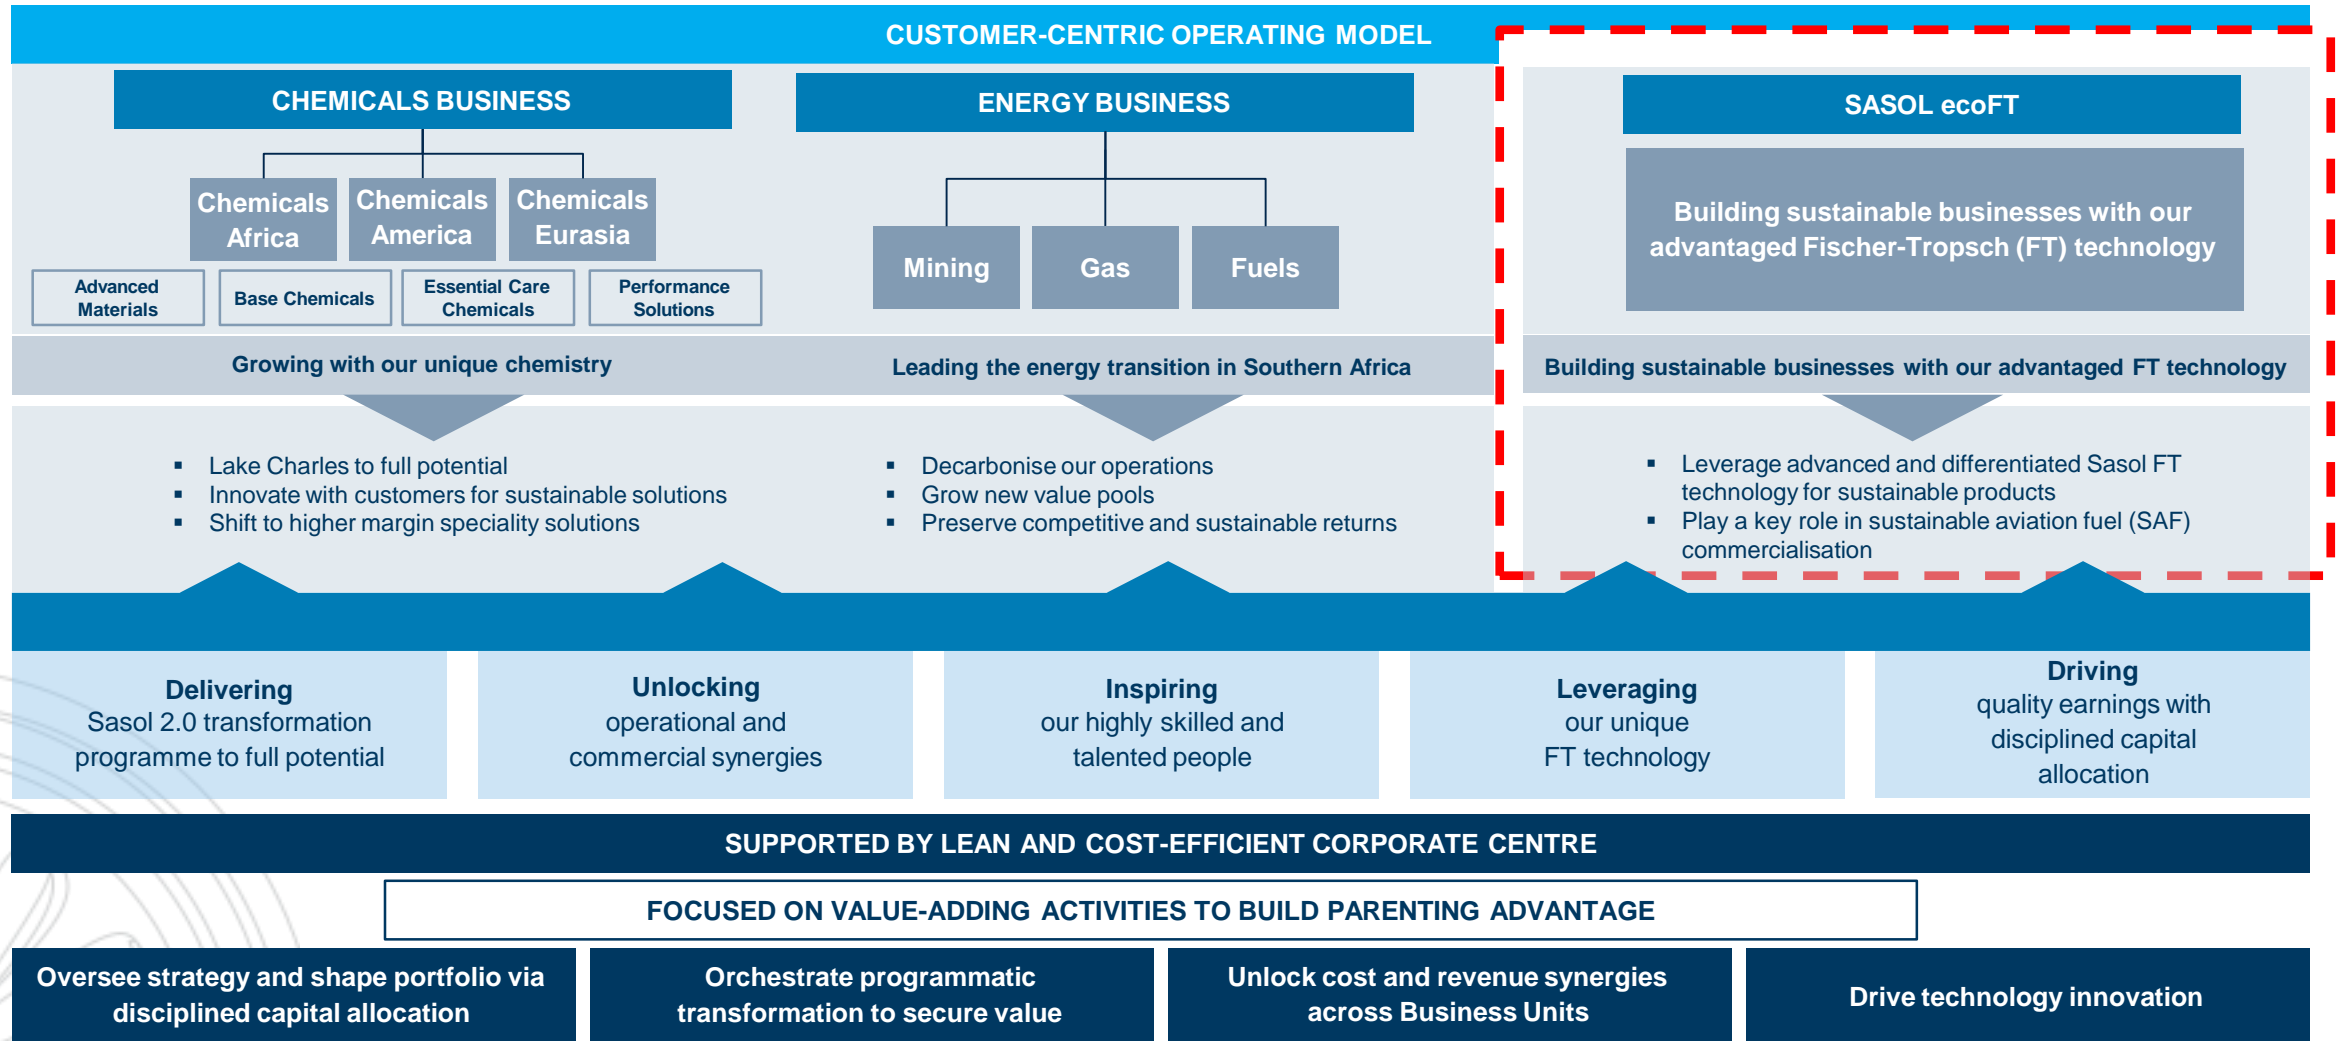 CUSTOMER-CENTRIC OPERATING MODEL
CHEMICALS BUSINESS
Chemicals
Africa
Chemicals
America
Chemicals
Eurasia
Advanced
Materials
Base Chemicals
Essential Care
Chemicals
Performance
Solutions
ENERGY BUSINESS
Mining
Gas
Fuels
SASOL ecoFT
Building sustainable businesses with our
advantaged Fischer-Tropsch (FT) technology
Growing with our unique chemistry
Leading the energy transition in Southern Africa
Building sustainable businesses with our advantaged FT technology
▪ Lake Charles to full potential
▪ Innovate with customers for sustainable solutions
▪ Shift to higher margin speciality solutions
▪ Decarbonise our operations
▪ Grow new value pools
▪ Preserve competitive and sustainable returns
▪ Leverage advanced and differentiated Sasol FT
technology for sustainable products
▪ Play a key role in sustainable aviation fuel (SAF)
commercialisation
Delivering
Sasol 2.0 transformation
programme to full potential
Unlocking
operational and
commercial synergies
Inspiring
our highly skilled and
talented people
Leveraging
our unique
FT technology
Driving
quality earnings with
disciplined capital
allocation
SUPPORTED BY LEAN AND COST-EFFICIENT CORPORATE CENTRE
FOCUSED ON VALUE-ADDING ACTIVITIES TO BUILD PARENTING ADVANTAGE
Oversee strategy and shape portfolio via
disciplined capital allocation
Orchestrate programmatic
transformation to secure value
Unlock cost and revenue synergies
across Business Units
Drive technology innovation